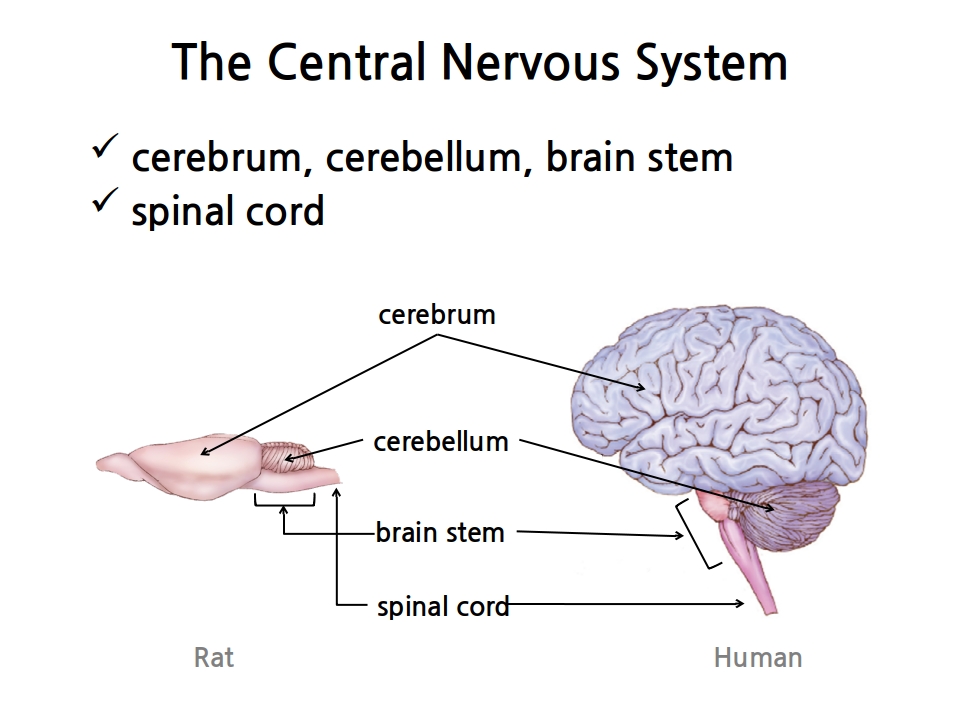 The Central Nervous System
✓ cerebrum, cerebellum, brain stem
✓ spinal cord
cerebrum
cerebellum
brain stem
spinal cord
Rat
Human